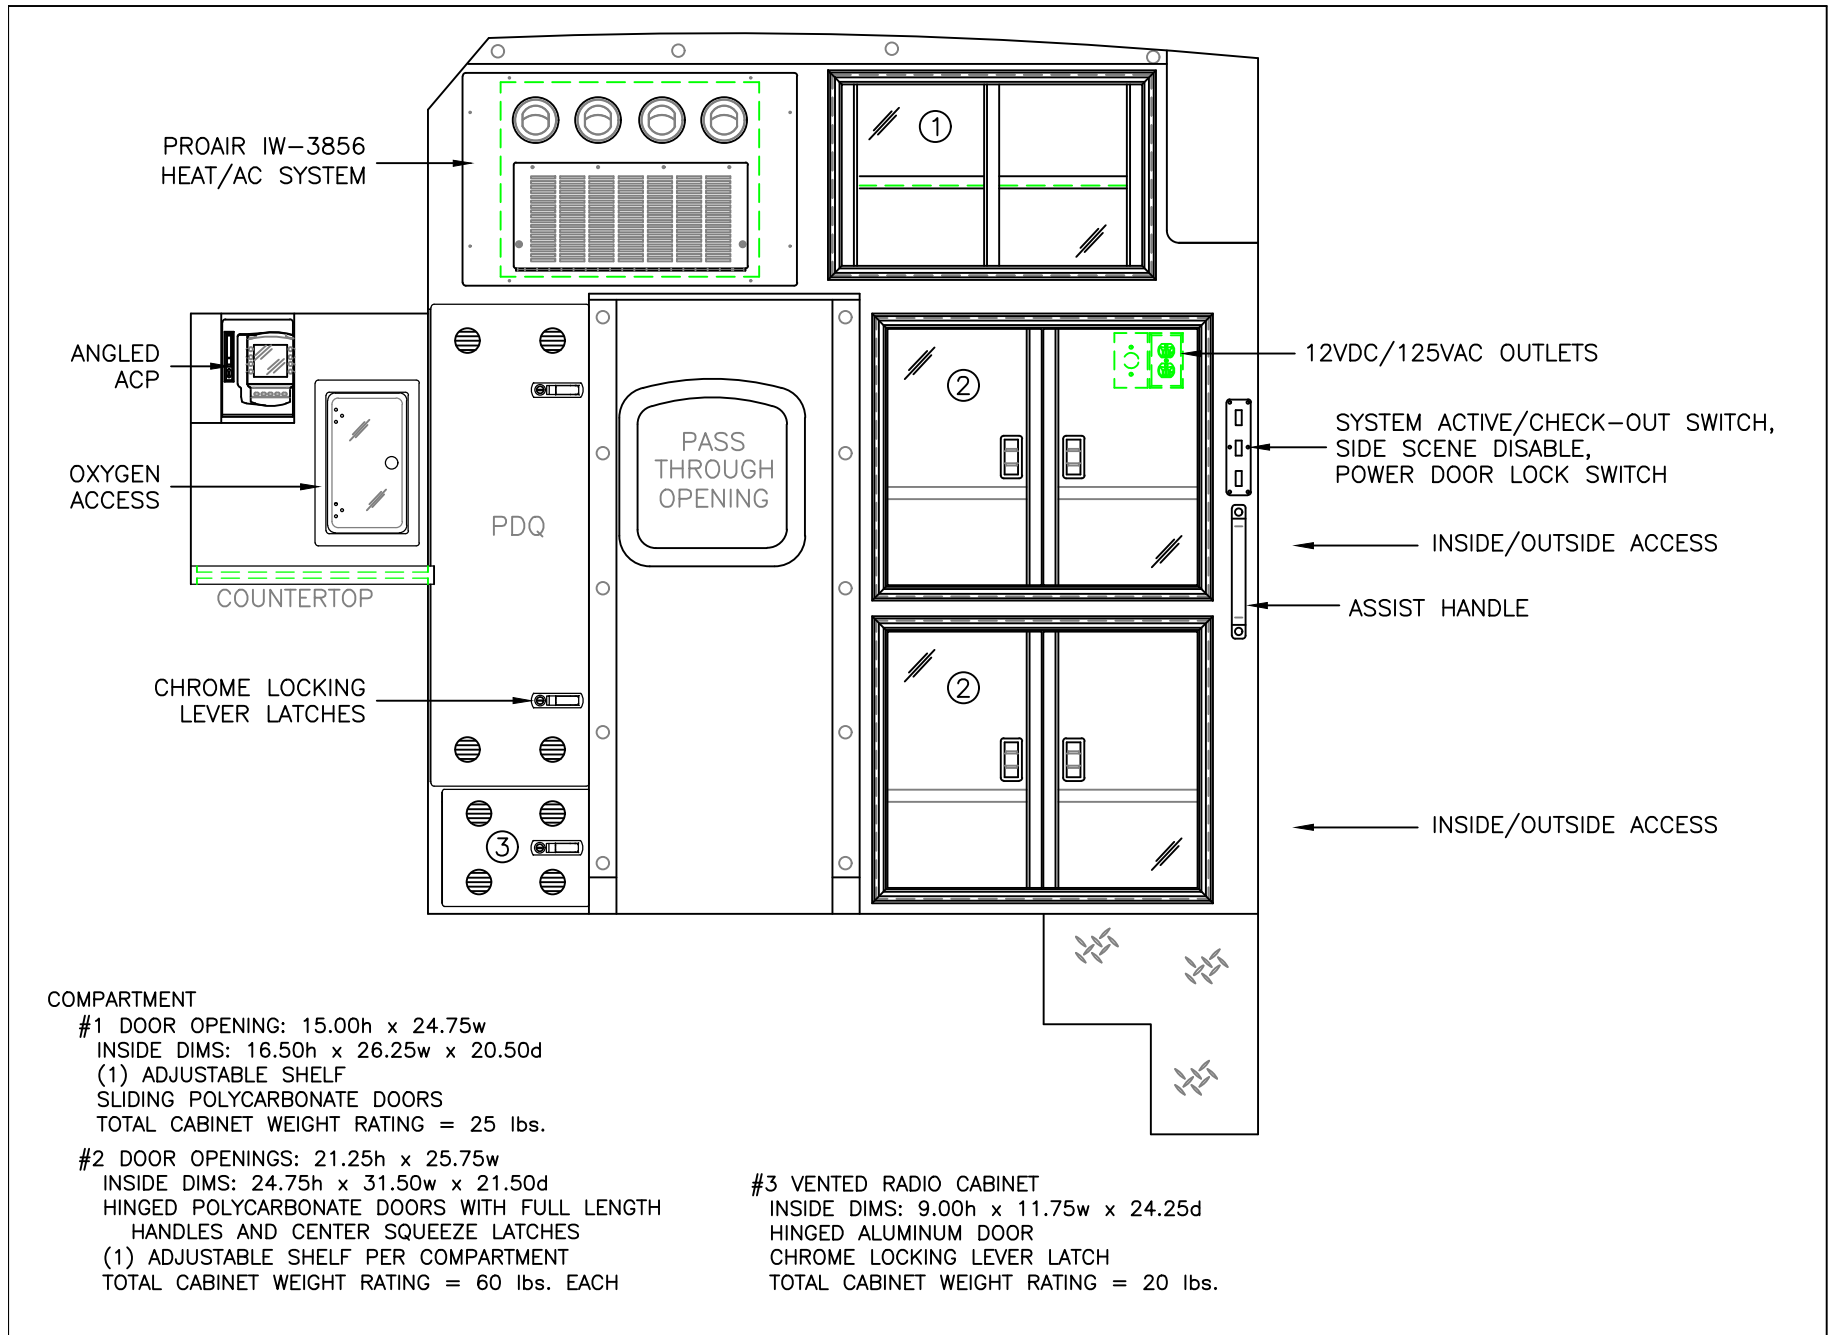 PROAIR IW-3856
HEAT/AC SYSTEM
1
ANGLED
ACP
12VDC/125VAC OUTLETS
2
SYSTEM ACTIVE/CHECK-OUT SWITCH,
SIDE SCENE DISABLE,
POWER DOOR LOCK SWITCH
PASS
THROUGH
OPENING
OXYGEN
ACCESS
PDQ
INSIDE/OUTSIDE ACCESS
COUNTERTOP
ASSIST HANDLE
CHROME LOCKING
LEVER LATCHES
2
3
INSIDE/OUTSIDE ACCESS
COMPARTMENT
#1 DOOR OPENING: 15.00h x 24.75w
INSIDE DIMS: 16.50h x 26.25w x 20.50d
(1) ADJUSTABLE SHELF
SLIDING POLYCARBONATE DOORS
TOTAL CABINET WEIGHT RATING = 25 lbs.
#2 DOOR OPENINGS: 21.25h x 25.75w
INSIDE DIMS: 24.75h x 31.50w x 21.50d
HINGED POLYCARBONATE DOORS WITH FULL LENGTH
HANDLES AND CENTER SQUEEZE LATCHES
(1) ADJUSTABLE SHELF PER COMPARTMENT
TOTAL CABINET WEIGHT RATING = 60 lbs. EACH
#3 VENTED RADIO CABINET
INSIDE DIMS: 9.00h x 11.75w x 24.25d
HINGED ALUMINUM DOOR
CHROME LOCKING LEVER LATCH
TOTAL CABINET WEIGHT RATING = 20 lbs.